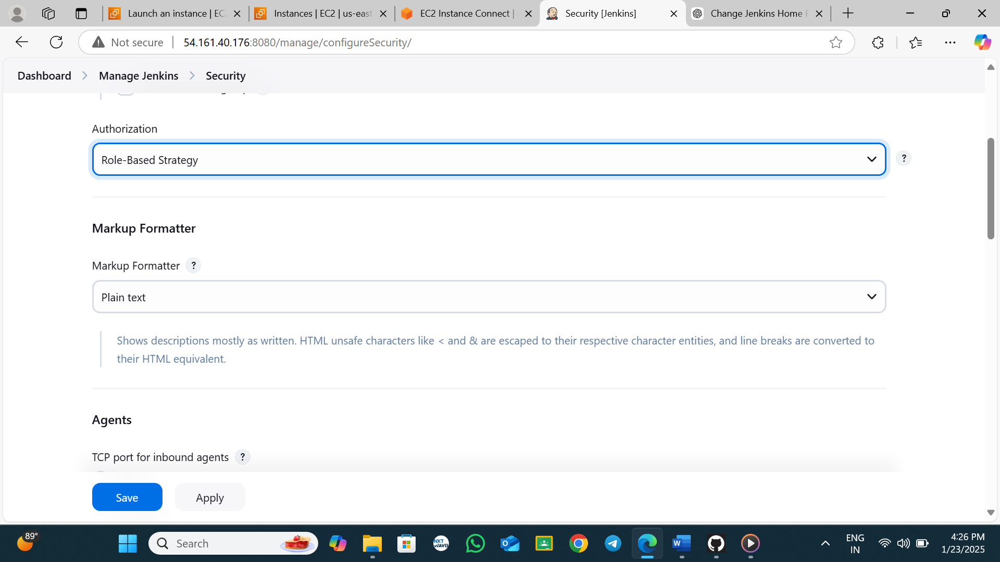 Launch an instance | EC
Instances | EC2 | us-east
EC2 Instance Connect |
Security [Jenkins]
Change Jenkins Home
Not secure
54.161.40.176:8080/manage/configureSecurity/
Dashboard
Manage Jenkins
Security
Authorization
Role-Based Strategy
?
Markup Formatter
Markup Formatter ?
Plain text
Shows descriptions mostly as written. HTML unsafe characters like < and & are escaped to their respective character entities, and line breaks are converted to
their HTML equivalent.
Agents
TCP port for inbound agents ?
Save
Apply
89°
Search
NXT
WAVE
ENG
IN
4:26 PM
1/23/2025